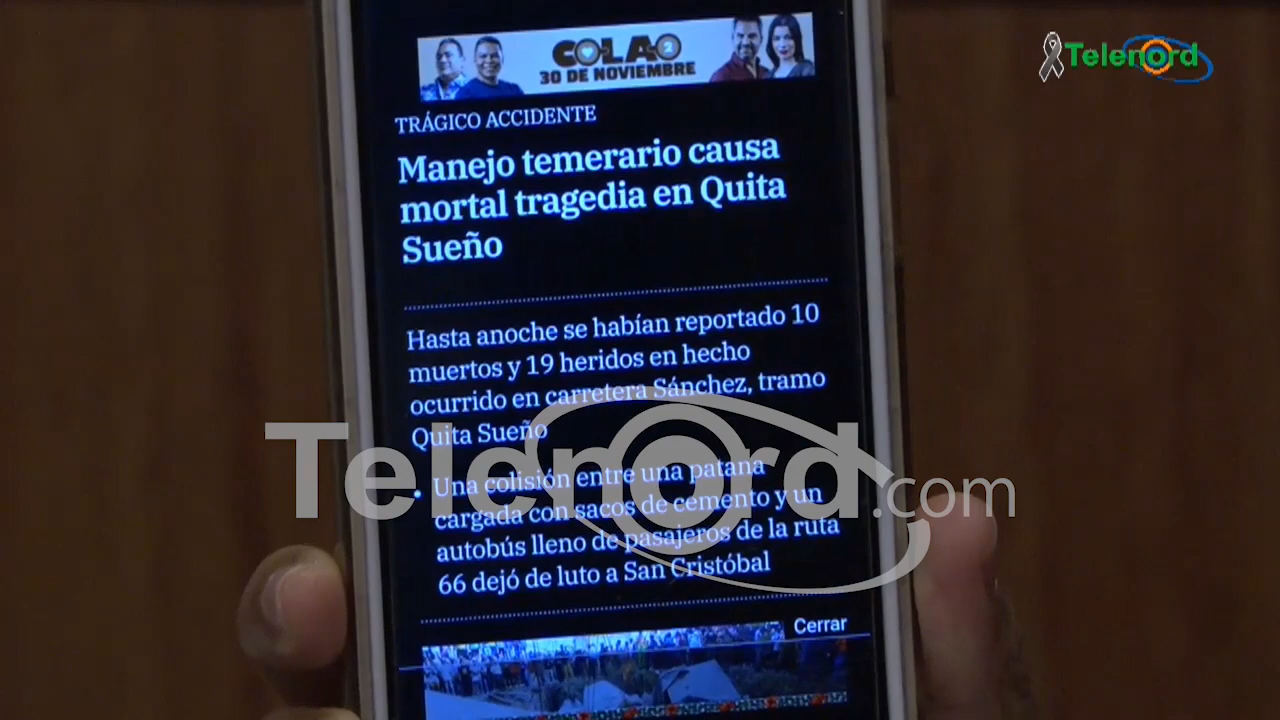 COLAO 2
30 DE NOVIEMBRE
Telenord
TRÁGICO ACCIDENTE
Manejo temerario causa
mortal tragedia en Quita
Sueño
Hasta anoche se habían reportado 10
muertos y 19 heridos en hecho
ocurrido en carretera Sánchez, tramo
Quita Sueño
• Una colisión entre una patana
cargada con sacos de cemento y un
autobús lleno de pasajeros de la ruta
66 dejó de luto a San Cristóbal
Telenord.com
Cerrar